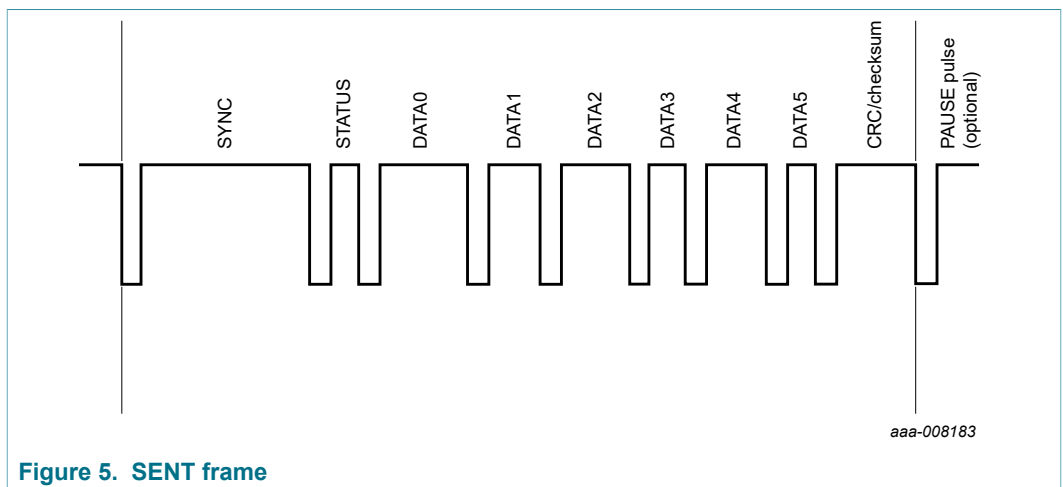 SYNC
STATUS
DATA0
DATA1
DATA2
DATA3
DATA4
DATA5
CRC/checksum
PAUSE pulse
(optional)
aaa-008183
Figure 5. SENT frame